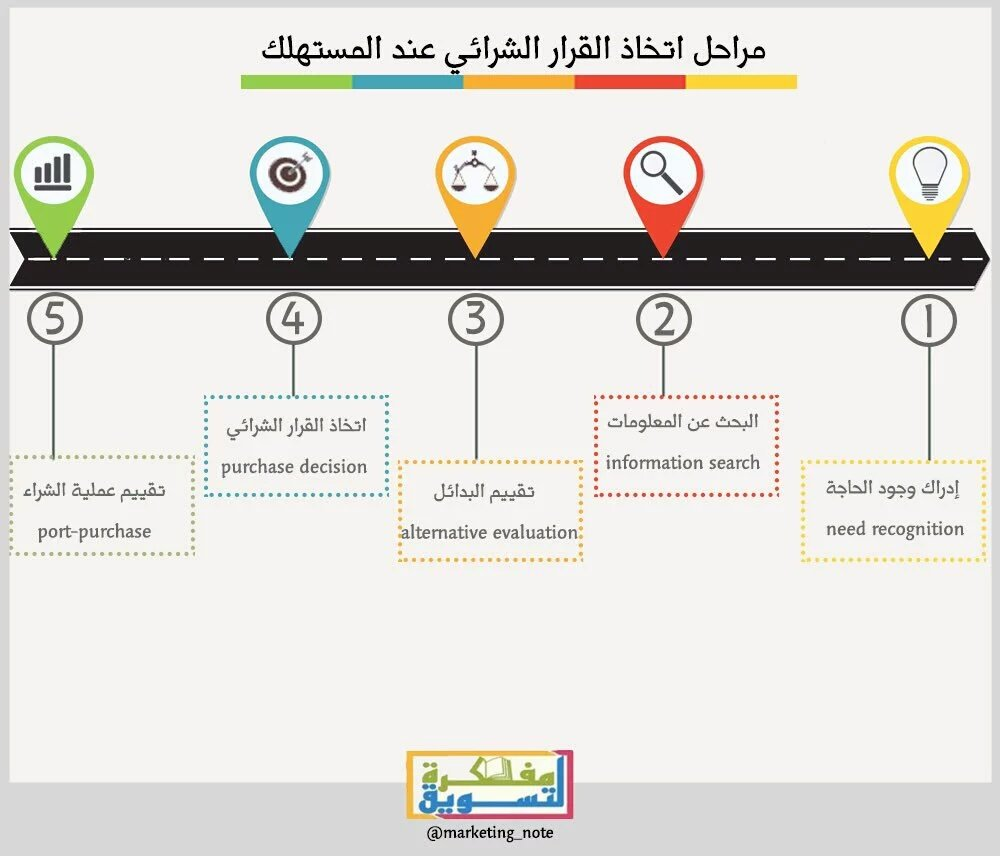 مراحل اتخاذ القرار الشرائي عند المستهلك
1
إدراك وجود الحاجة
need recognition
2
البحث عن المعلومات
information search
3
تقييم البدائل
alternative evaluation
4
اتخاذ القرار الشرائي
purchase decision
5
تقييم عملية الشراء
port-purchase
مفكرة
لتسويق
@marketing_note